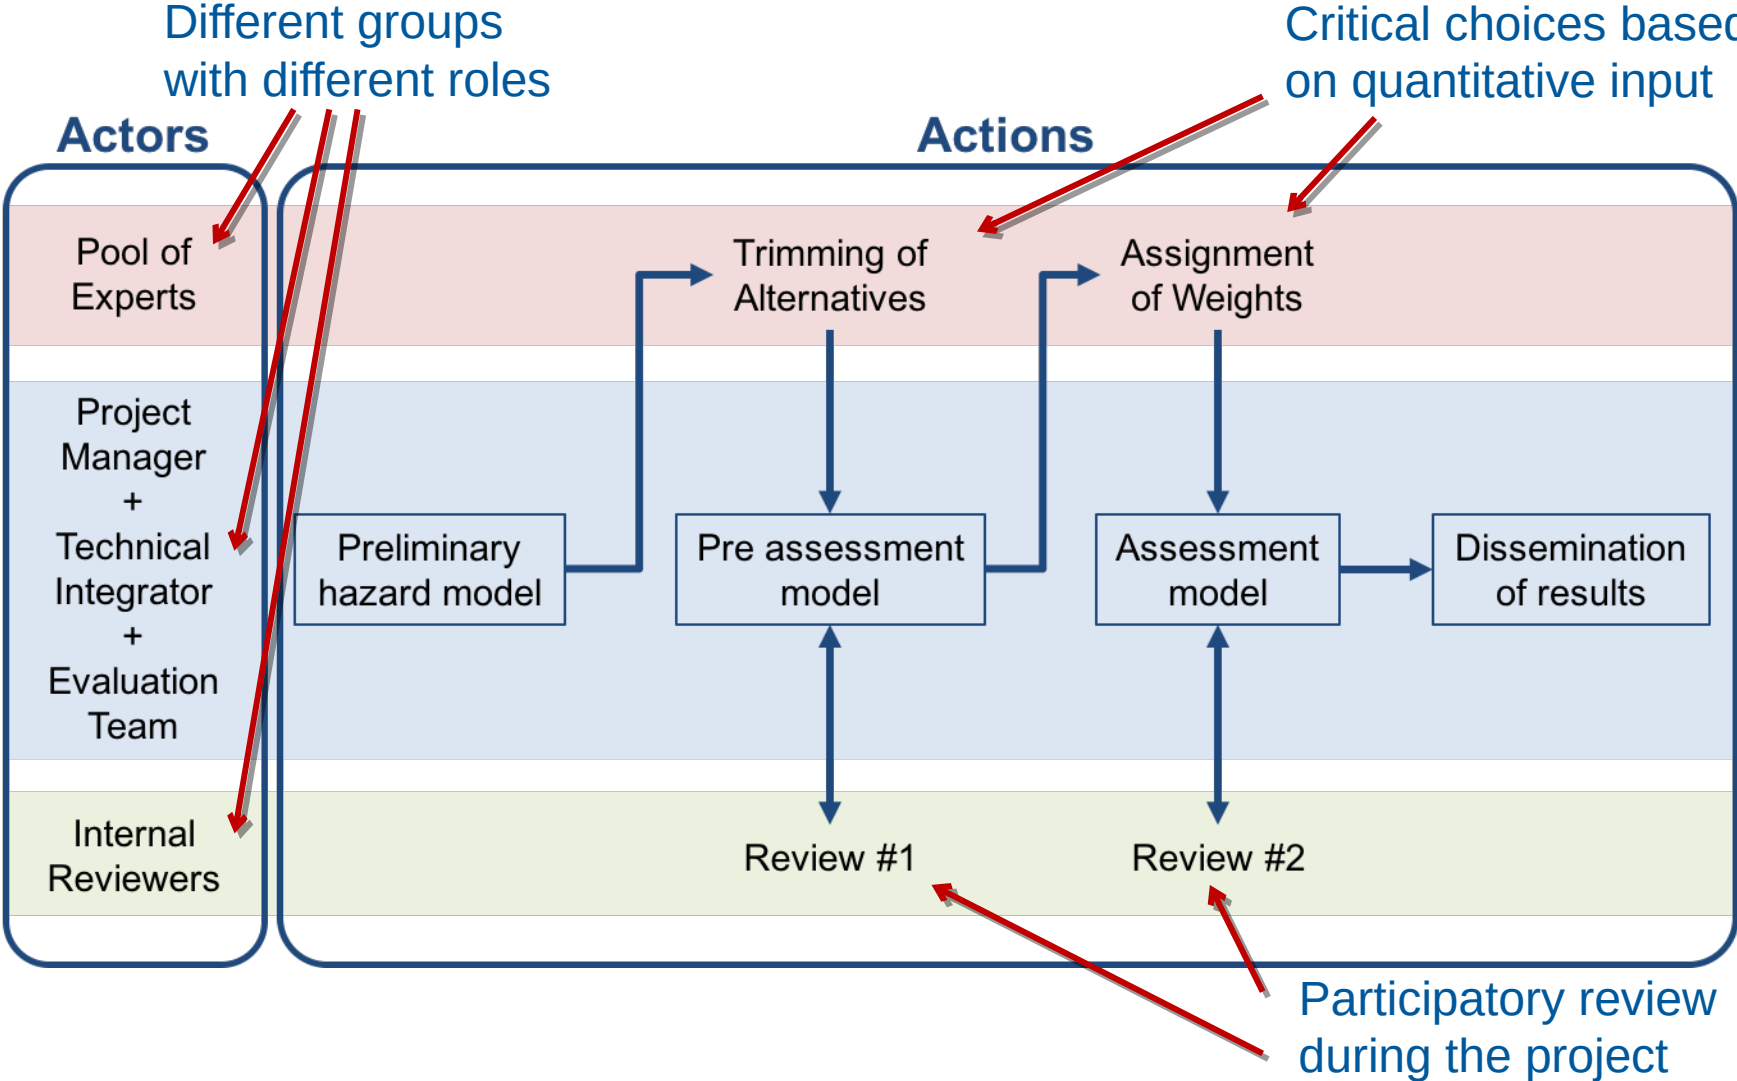 Different groups
with different roles
Critical choices based
on quantitative input
Actors
Actions
Pool of
Experts
Trimming of
Alternatives
Assignment
of Weights
Project
Manager
+
Technical
Integrator
+
Evaluation
Team
Preliminary
hazard model
Pre assessment
model
Assessment
model
Dissemination
of results
Internal
Reviewers
Review #1
Review #2
Participatory review
during the project